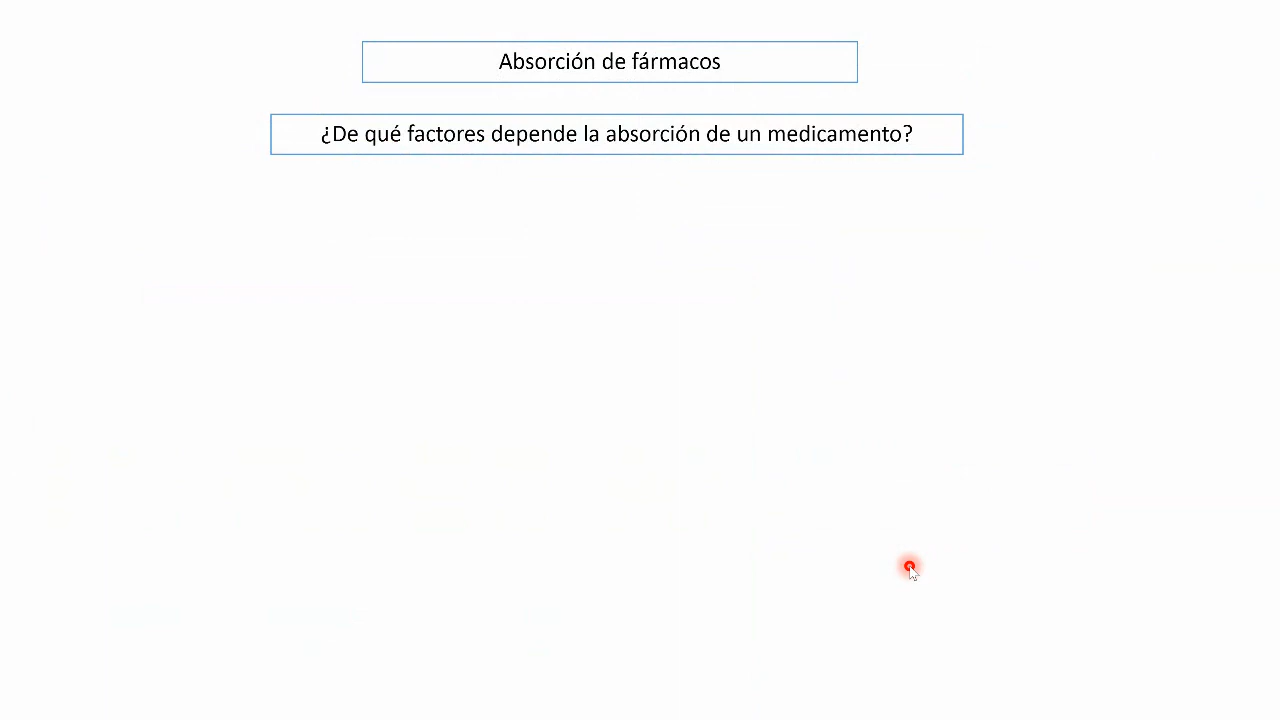 Absorción de fármacos
¿De qué factores depende la absorción de un medicamento?